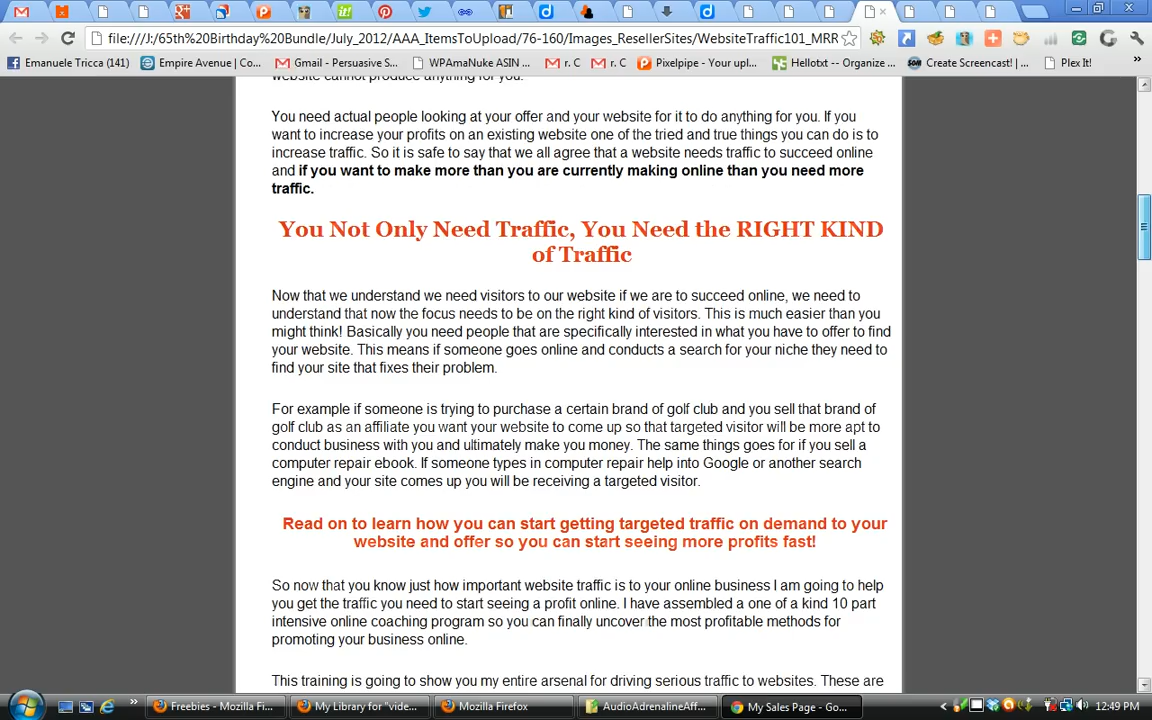 file:///J:/65th%20Birthday%20Bundle/July_2012/AAA_ItemsToUpload/76-160/Images_ResellerSites/WebsiteTraffic101_MRR
Emanuele Tricca (141)
Empire Avenue | Co...
Gmail - Persuasive S...
WPAmaNuke ASIN ...
r. C
r. C
Pixelpipe - Your upl...
Hellotxt — Organize ...
Create Screencast! | ...
Plex It!
»
website cannot produce anything for you.
You need actual people looking at your offer and your website for it to do anything for you. If you
want to increase your profits on an existing website one of the tried and true things you can do is to
increase traffic. So it is safe to say that we all agree that a website needs traffic to succeed online
and if you want to make more than you are currently making online than you need more
traffic.
You Not Only Need Traffic, You Need the RIGHT KIND
of Traffic
Now that we understand we need visitors to our website if we are to succeed online, we need to
understand that now the focus needs to be on the right kind of visitors. This is much easier than you
might think! Basically you need people that are specifically interested in what you have to offer to find
your website. This means if someone goes online and conducts a search for your niche they need to
find your site that fixes their problem.
For example if someone is trying to purchase a certain brand of golf club and you sell that brand of
golf club as an affiliate you want your website to come up so that targeted visitor will be more apt to
conduct business with you and ultimately make you money. The same things goes for if you sell a
computer repair ebook. If someone types in computer repair help into Google or another search
engine and your site comes up you will be receiving a targeted visitor.
Read on to learn how you can start getting targeted traffic on demand to your
website and offer so you can start seeing more profits fast!
So now that you know just how important website traffic is to your online business I am going to help
you get the traffic you need to start seeing a profit online. I have assembled a one of a kind 10 part
intensive online coaching program so you can finally uncover the most profitable methods for
promoting your business online.
This training is going to show you my entire arsenal for driving serious traffic to websites. These are
»
Freebies - Mozilla Fi...
My Library for "vide...
Mozilla Firefox
AudioAdrenalineAff...
My Sales Page - Go...
12:49 PM